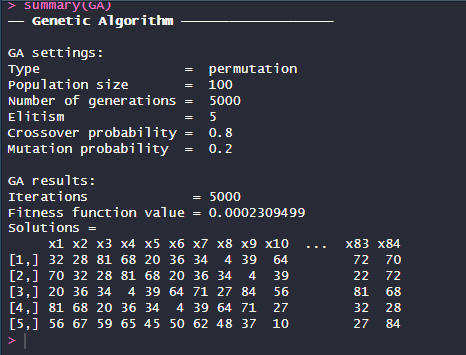 > summary(GA)
── Genetic Algorithm ───────────────────
GA settings:
Type                  =  permutation
Population size       =  100
Number of generations =  5000
Elitism               =  5
Crossover probability =  0.8
Mutation probability  =  0.2
GA results:
Iterations             = 5000
Fitness function value = 0.0002309499
Solutions =
     x1 x2 x3 x4 x5 x6 x7 x8 x9 x10  ...  x83 x84
[1,] 32 28 81 68 20 36 34  4 39  64        72  70
[2,] 70 32 28 81 68 20 36 34  4  39        22  72
[3,] 20 36 34  4 39 64 71 27 84  56        81  68
[4,] 81 68 20 36 34  4 39 64 71  27        32  28
[5,] 56 67 59 65 45 50 62 48 37  10        27  84
>